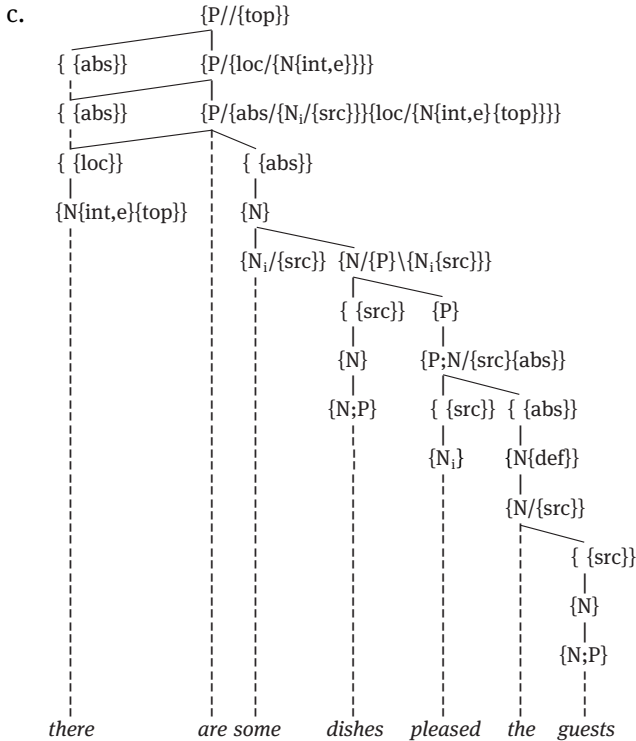 c. {P//{top}}
{ {abs}} {P/{loc/{N{int,e}}}}
{ {abs}} {P/{abs/{Nᵢ/{src}}}{loc/{N{int,e}{top}}}}
{ {loc}} { {abs}}
{N{int,e}{top}} {N}
{Nᵢ/{src}} {N/{P}\{Nᵢ{src}}}
{ {src}} {P}
{N} {P;N/{src}{abs}}
{N;P} { {src}} { {abs}}
{Nᵢ} {N{def}}
{N/{src}}
{ {src}}
{N}
{N;P}
there are some dishes pleased the guests